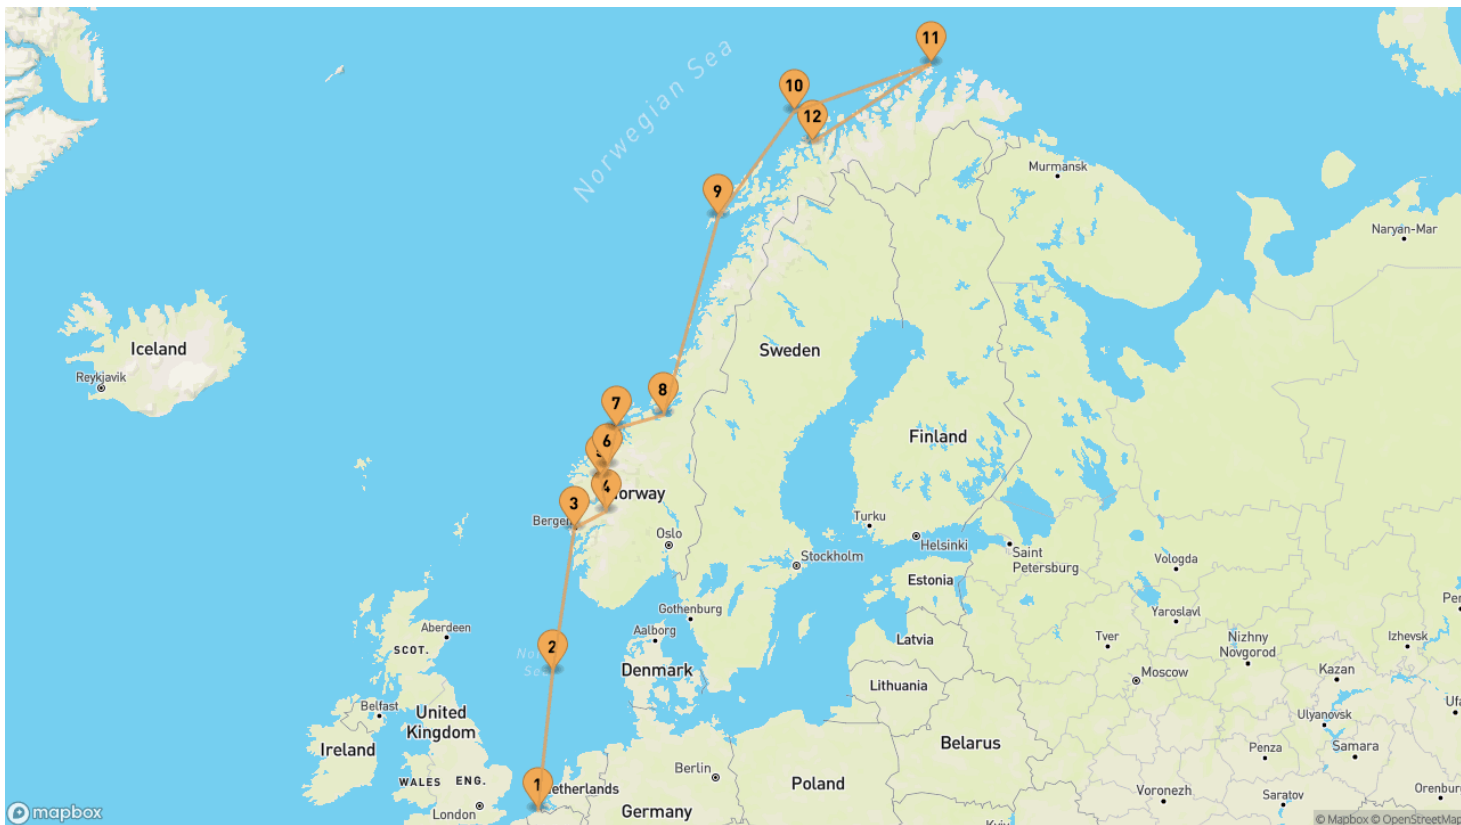 11
10
12
Norwegian Sea
Murmansk
9
Naryan-Mar
Iceland
Reykjavik
Sweden
8
7
6
Finland
4
Norway
3
Bergen
Oslo
Turku
Helsinki
Saint
Petersburg
Stockholm
Vologda
Estonia
Gothenburg
Yaroslavl
Aberdeen
Aalborg
SCOT.
Latvia
Tver
Nizhny
Novgorod
Izhevsk
2
Denmark
Moscow
Kazan
Lithuania
Belfast
United
Kingdom
Ulyanovsk
Ireland
Belarus
Penza
Samara
1
Netherlands
Berlin
WALES
ENG.
Poland
Voronezh
Saratov
Orenburg
London
Germany
mapbox
© Mapbox © OpenStreetMap